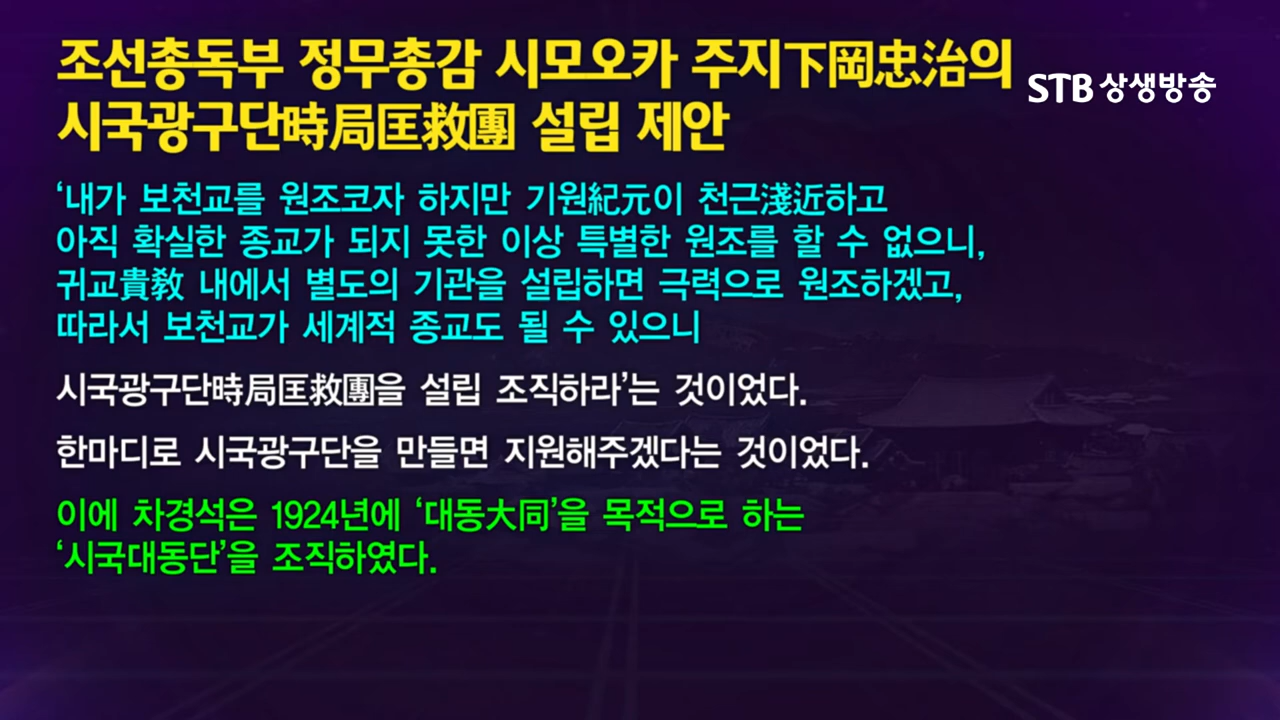 조선총독부 정무총감 시모오카 주지下岡忠治의
STB 상생방송
시국광구단時局匡救團 설립 제안
‘내가 보천교를 원조코자 하지만 기원紀元이 천근淺近하고
아직 확실한 종교가 되지 못한 이상 특별한 원조를 할 수 없으니,
귀교貴敎 내에서 별도의 기관을 설립하면 극력으로 원조하겠고,
따라서 보천교가 세계적 종교도 될 수 있으니
시국광구단時局匡救團을 설립 조직하라’는 것이었다.
한마디로 시국광구단을 만들면 지원해주겠다는 것이었다.
이에 차경석은 1924년에 ‘대동大同’을 목적으로 하는
‘시국대동단’을 조직하였다.